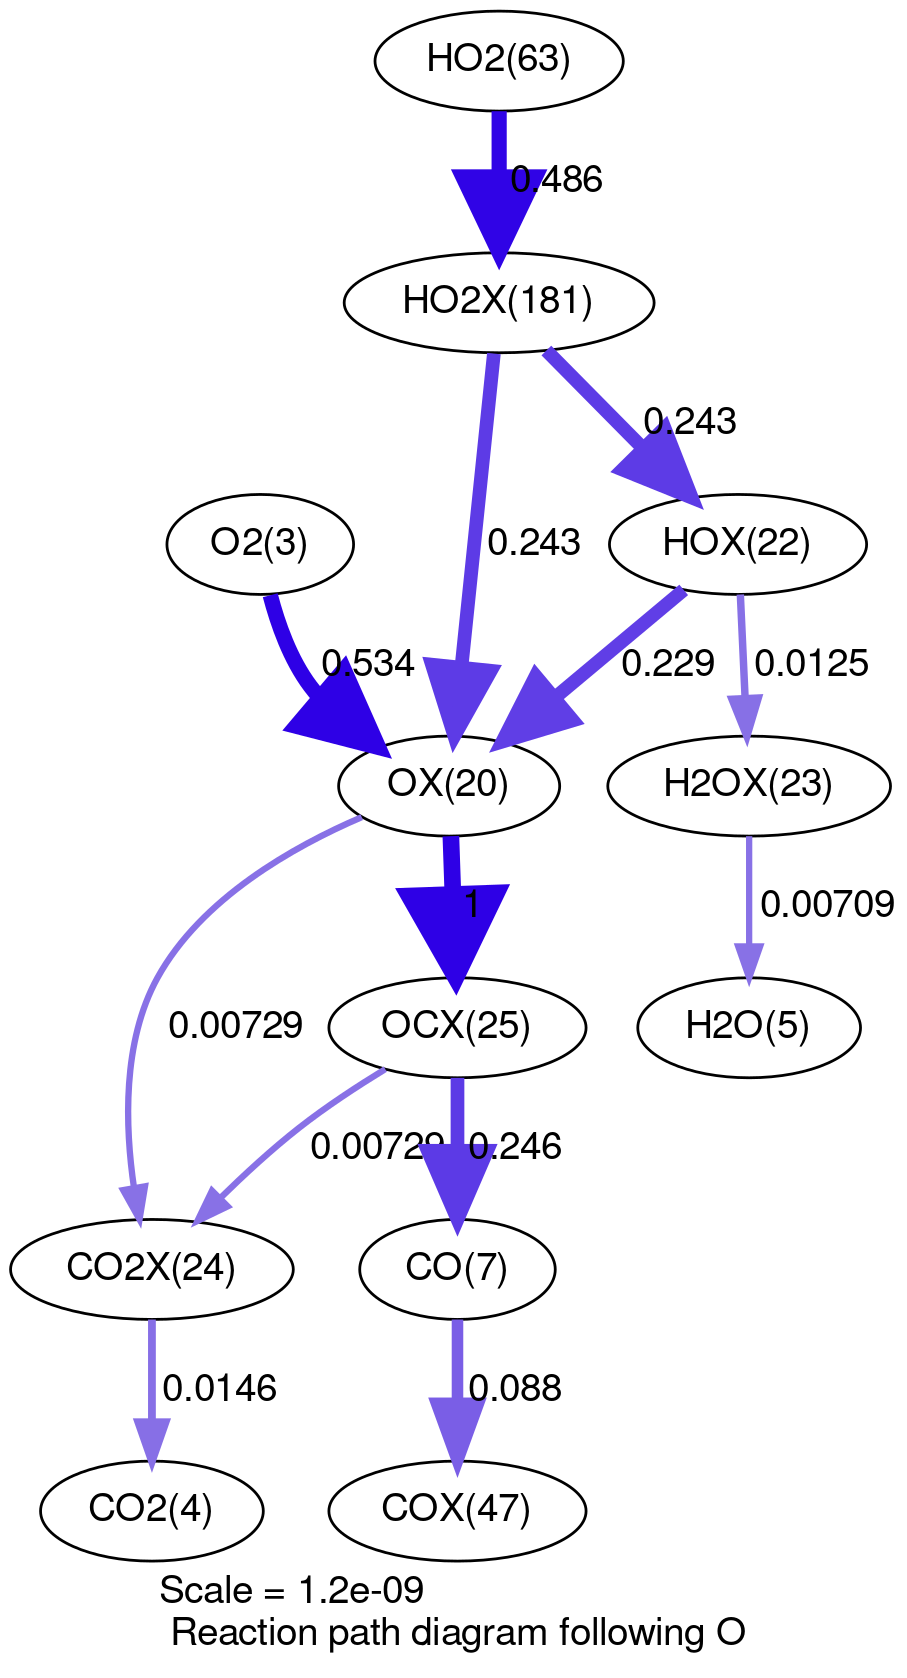 HO2(63)
0.486
HO2X(181)
0.243
O2(3)
0.243
HOX(22)
0.534
0.229
0.0125
OX(20)
H2OX(23)
1
0.00709
0.00729
OCX(25)
H2O(5)
0.00729
0.246
CO2X(24)
CO(7)
0.0146
0.088
CO2(4)
COX(47)
Scale = 1.2e-09
Reaction path diagram following O